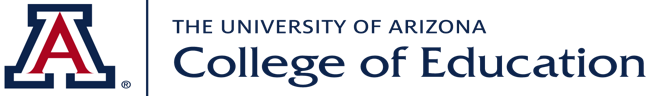 A®
THE UNIVERSITY OF ARIZONA
College of Education